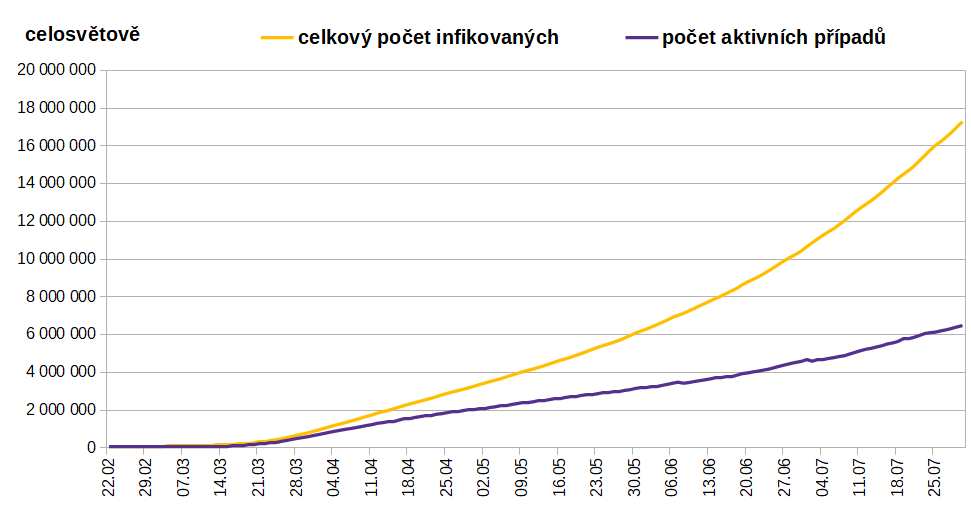 celosvětově
celkový počet infikovaných
počet aktivních případů
20 000 000
18 000 000
16 000 000
14 000 000
12 000 000
10 000 000
8 000 000
6 000 000
4 000 000
2 000 000
0
22.02
29.02
07.03
14.03
21.03
28.03
04.04
11.04
18.04
25.04
02.05
09.05
16.05
23.05
30.05
06.06
13.06
20.06
27.06
04.07
11.07
18.07
25.07